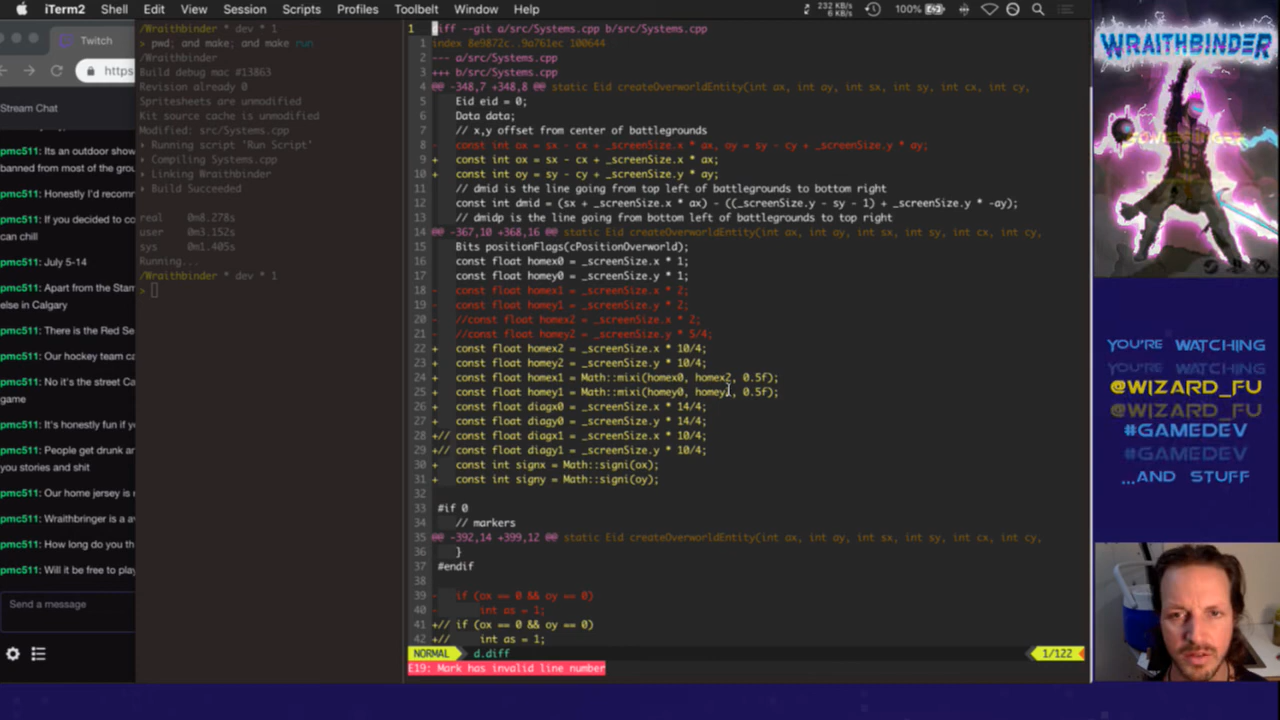 iTerm2 Shell Edit View Session Scripts Profiles Toolbelt Window Help
232 KB/s
6 KB/s
100%
Twitch
https
Stream Chat
pmc511: Its an outdoor show
banned from most of the grou
pmc511: Honestly I'd recom
pmc511: If you decided to co
can chill
pmc511: July 5-14
pmc511: Apart from the Stam
else in Calgary
pmc511: There is the Red Se
pmc511: Our hockey team ca
pmc511: No it's the street Ca
game
pmc511: It's honestly fun if y
pmc511: People get drunk an
you stories and shit
pmc511: Our home jersey is r
pmc511: Wraithbringer is a av
pmc511: How long do you th
pmc511: Will it be free to play
Send a message
/Wraithbinder * dev * 1
> pwd; and make; and make run
/Wraithbinder
Build debug mac #13863
Revision already 0
Spritesheets are unmodified
Kit source cache is unmodified
Modified: src/Systems.cpp
▸ Running script 'Run Script'
▸ Compiling Systems.cpp
▸ Linking Wraithbinder
▸ Build Succeeded
real 0m8.278s
user 0m3.152s
sys 0m1.405s
Running...
/Wraithbinder * dev * 1
>
1 diff --git a/src/Systems.cpp b/src/Systems.cpp
1 index 8e9872c..9a761ec 100644
2 --- a/src/Systems.cpp
3 +++ b/src/Systems.cpp
4 @@ -348,7 +348,8 @@ static Eid createOverworldEntity(int ax, int ay, int sx, int sy, int cx, int cy,
5 Eid eid = 0;
6 Data data;
7 // x,y offset from center of battlegrounds
8 - const int ox = sx - cx + _screenSize.x * ax, oy = sy - cy + _screenSize.y * ay;
9 + const int ox = sx - cx + _screenSize.x * ax;
10 + const int oy = sy - cy + _screenSize.y * ay;
11 // dmid is the line going from top left of battlegrounds to bottom right
12 const int dmid = (sx + _screenSize.x * ax) - ((_screenSize.y - sy - 1) + _screenSize.y * -ay);
13 // dmidp is the line going from bottom left of battlegrounds to top right
14 @@ -367,10 +368,16 @@ static Eid createOverworldEntity(int ax, int ay, int sx, int sy, int cx, int cy,
15 Bits positionFlags(cPositionOverworld);
16 const float homex0 = _screenSize.x * 1;
17 const float homey0 = _screenSize.y * 1;
18 - const float homex1 = _screenSize.x * 2;
19 - const float homey1 = _screenSize.y * 2;
20 - //const float homex2 = _screenSize.x * 2;
21 - //const float homey2 = _screenSize.y * 5/4;
22 + const float homex2 = _screenSize.x * 10/4;
23 + const float homey2 = _screenSize.y * 10/4;
24 + const float homex1 = Math::mixi(homex0, homex2, 0.5f);
25 + const float homey1 = Math::mixi(homey0, homey2, 0.5f);
26 + const float diagx0 = _screenSize.x * 14/4;
27 + const float diagy0 = _screenSize.y * 14/4;
28 +// const float diagx1 = _screenSize.x * 10/4;
29 +// const float diagy1 = _screenSize.y * 10/4;
30 + const int signx = Math::signi(ox);
31 + const int signy = Math::signi(oy);
32
33 #if 0
34 // markers
35 @@ -392,14 +399,12 @@ static Eid createOverworldEntity(int ax, int ay, int sx, int sy, int cx, int cy,
36 }
37 #endif
38
39 - if (ox == 0 && oy == 0)
40 - int as = 1;
41 +// if (ox == 0 && oy == 0)
42 +// int as = 1;
NORMAL d.diff 1/122
E19: Mark has invalid line number
WRAITHBINDER
YOU'RE WATCHING
@WIZARD_FU
#GAMEDEV
...AND STUFF